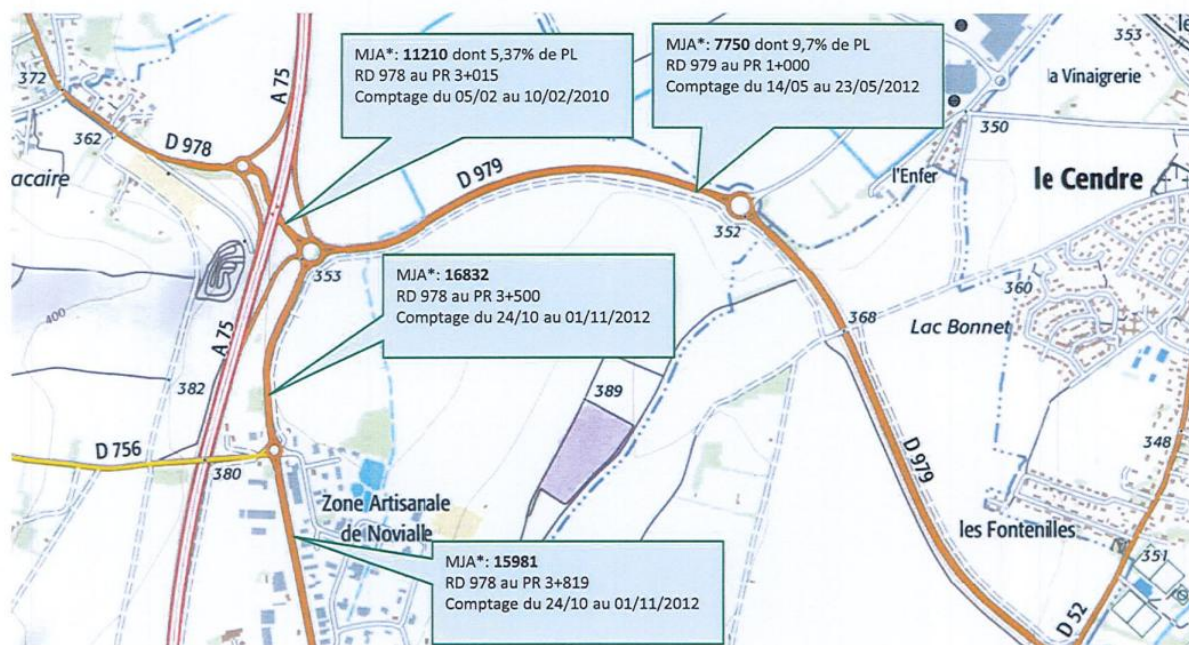 MJA*: 11210 dont 5,37% de PL
RD 978 au PR 3+015
Comptage du 05/02 au 10/02/2010
MJA*: 7750 dont 9,7% de PL
RD 979 au PR 1+000
Comptage du 14/05 au 23/05/2012
353
le
la Vinaigrerie
372
A 75
362
D 978
350
acaire
D 979
l'Enfer
le Cendre
352
353
MJA*: 16832
RD 978 au PR 3+500
Comptage du 24/10 au 01/11/2012
360
400
A 75
368
Lac Bonnet
382
389
D 756
380
D 979
348
Zone Artisanale
de Novialle
les Fontenilles
MJA*: 15981
RD 978 au PR 3+819
Comptage du 24/10 au 01/11/2012
351
D 52